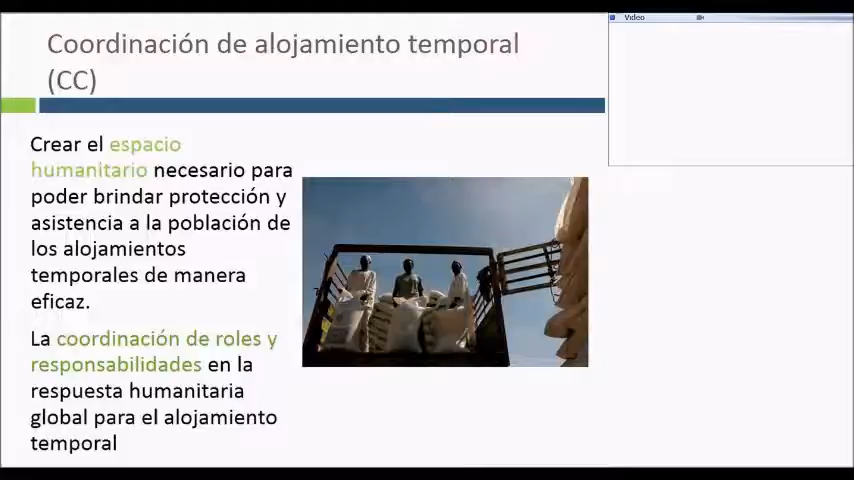 Coordinación de alojamiento temporal
(CC)
Video
Crear el espacio
humanitario necesario para
poder brindar protección y
asistencia a la población de
los alojamientos
temporales de manera
eficaz.
La coordinación de roles y
responsabilidades en la
respuesta humanitaria
global para el alojamiento
temporal